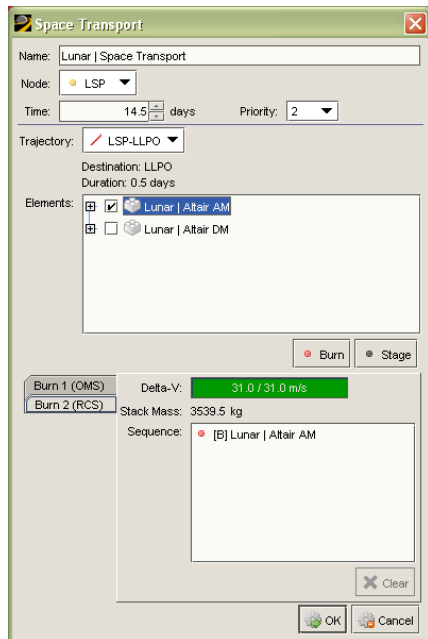 Space Transport
Name: Lunar | Space Transport
Node: LSP
Time: 14.5 days Priority: 2
Trajectory: LSP-LLPO
Destination: LLPO
Duration: 0.5 days
Elements: Lunar | Altair AM
Lunar | Altair DM
Burn Stage
Burn 1 (OMS) Delta-V: 31.0 / 31.0 m/s
Burn 2 (RCS) Stack Mass: 3539.5 kg
Sequence: [B] Lunar | Altair AM
Clear
OK Cancel